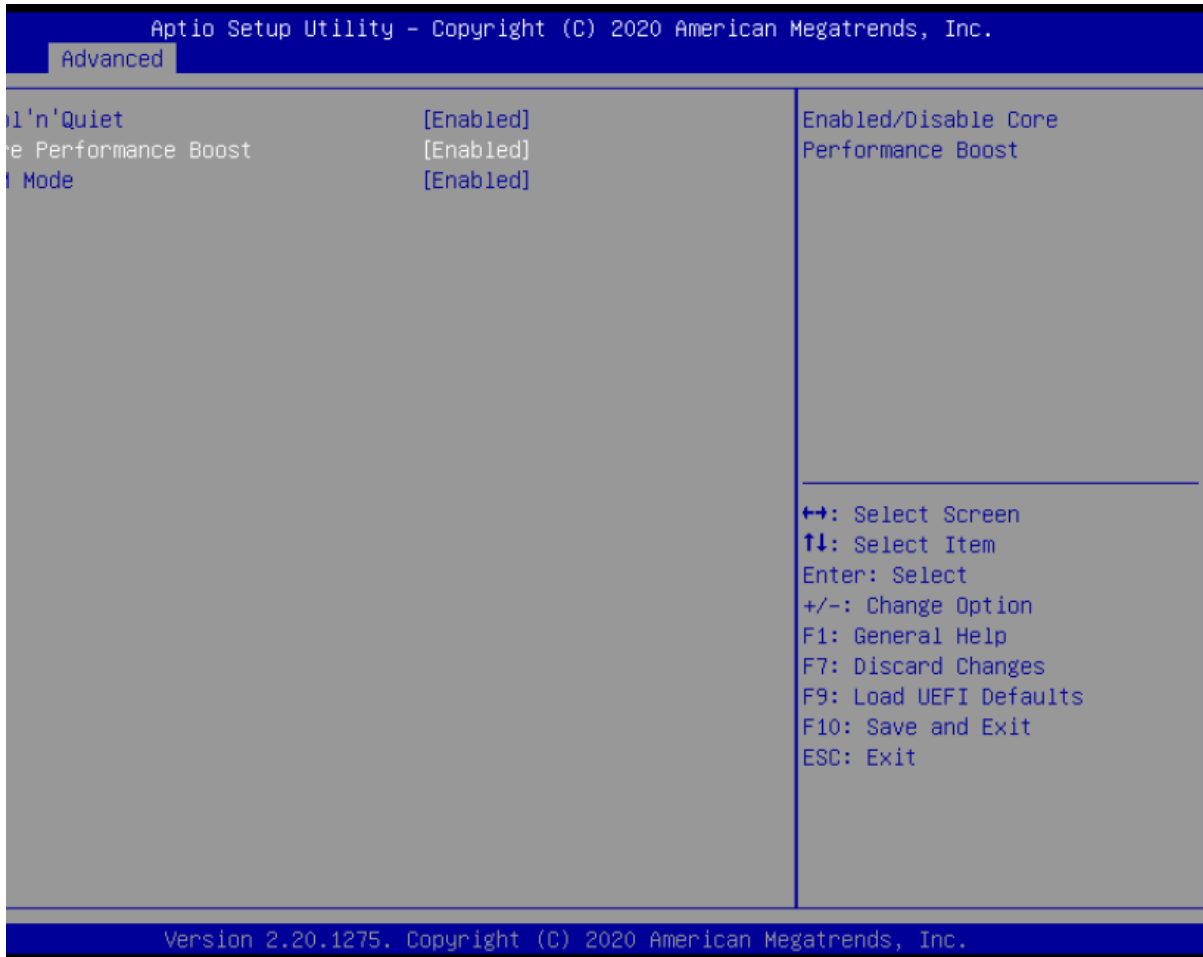 Aptio Setup Utility – Copyright (C) 2020 American Megatrends, Inc.
Advanced
ol'n'Quiet [Enabled]
e Performance Boost [Enabled]
Mode [Enabled]
Enabled/Disable Core
Performance Boost
↔: Select Screen
↑↓: Select Item
Enter: Select
+/-: Change Option
F1: General Help
F7: Discard Changes
F9: Load UEFI Defaults
F10: Save and Exit
ESC: Exit
Version 2.20.1275. Copyright (C) 2020 American Megatrends, Inc.